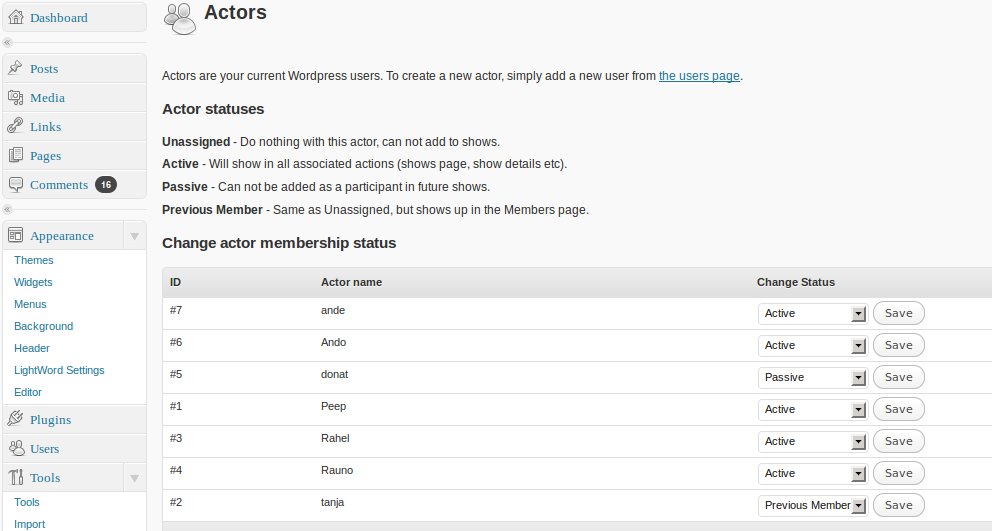 Dashboard
Posts
Media
Links
Pages
Comments 16
Appearance
Themes
Widgets
Menus
Background
Header
LightWord Settings
Editor
Plugins
Users
Tools
Tools
Import
Actors
Actors are your current Wordpress users. To create a new actor, simply add a new user from the users page.
Actor statuses
Unassigned - Do nothing with this actor, can not add to shows.
Active - Will show in all associated actions (shows page, show details etc).
Passive - Can not be added as a participant in future shows.
Previous Member - Same as Unassigned, but shows up in the Members page.
Change actor membership status
ID Actor name Change Status
#7 ande Active Save
#6 Ando Active Save
#5 donat Passive Save
#1 Peep Active Save
#3 Rahel Active Save
#4 Rauno Active Save
#2 tanja Previous Member Save